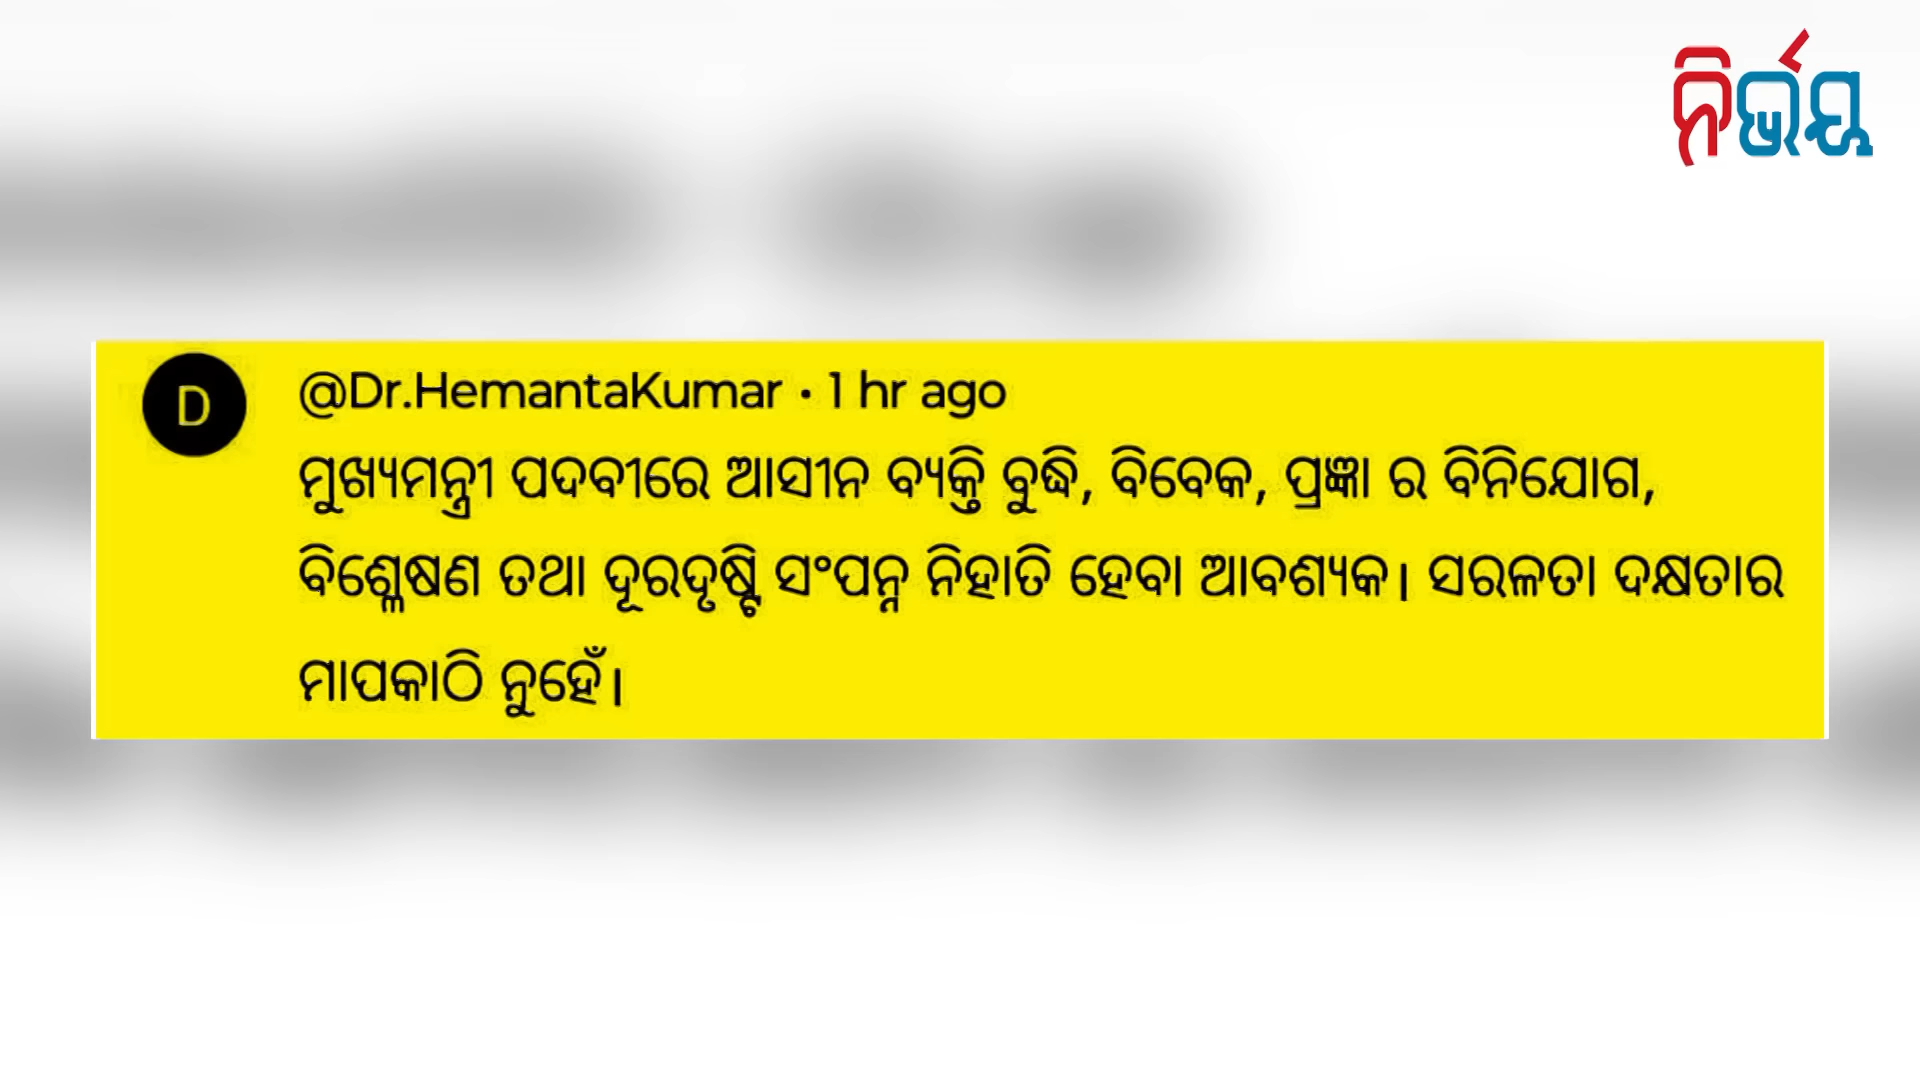 ନିର୍ଭୟ
@Dr.HemantaKumar • 1 hr ago
D
ମୁଖ୍ୟମନ୍ତ୍ରୀ ପଦବୀରେ ଆସୀନ ବ୍ୟକ୍ତି ବୁଦ୍ଧି, ବିବେକ, ପ୍ରଜ୍ଞା ର ବିନିଯୋଗ,
ବିଶ୍ଳେଷଣ ତଥା ଦୂରଦୃଷ୍ଟି ସଂପନ୍ନ ନିହାତି ହେବା ଆବଶ୍ୟକ। ସରଳତା ଦକ୍ଷତାର
ମାପକାଠି ନୁହେଁ।